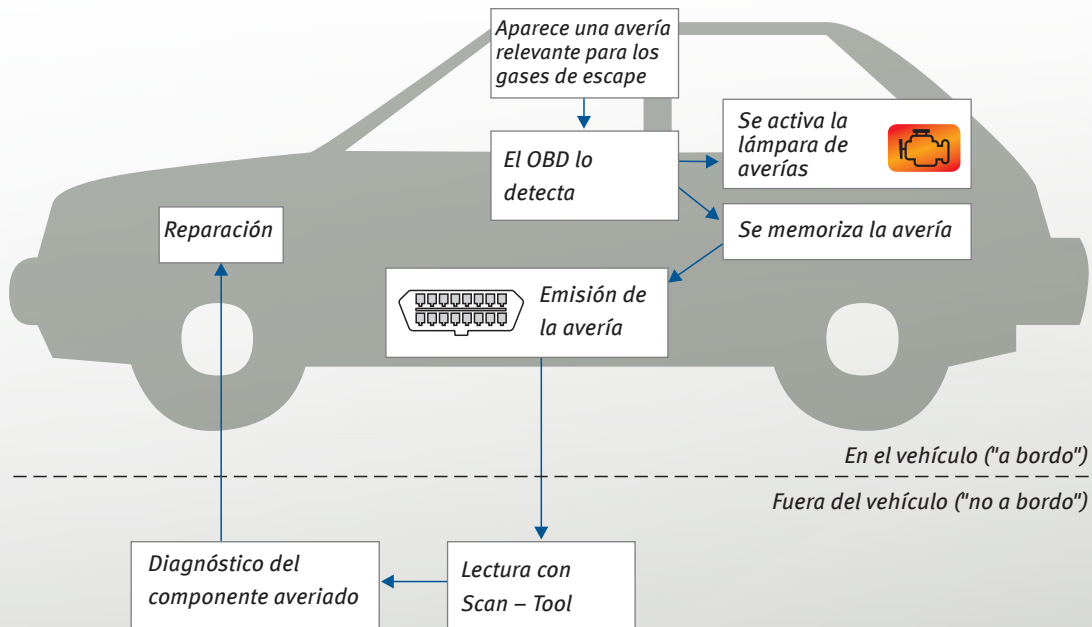 Aparece una avería
relevante para los
gases de escape
El OBD lo
detecta
Se activa la
lámpara de
averías
Se memoriza la avería
Reparación
Emisión de
la avería
En el vehículo ("a bordo")
Fuera del vehículo ("no a bordo")
Diagnóstico del
componente averiado
Lectura con
Scan – Tool